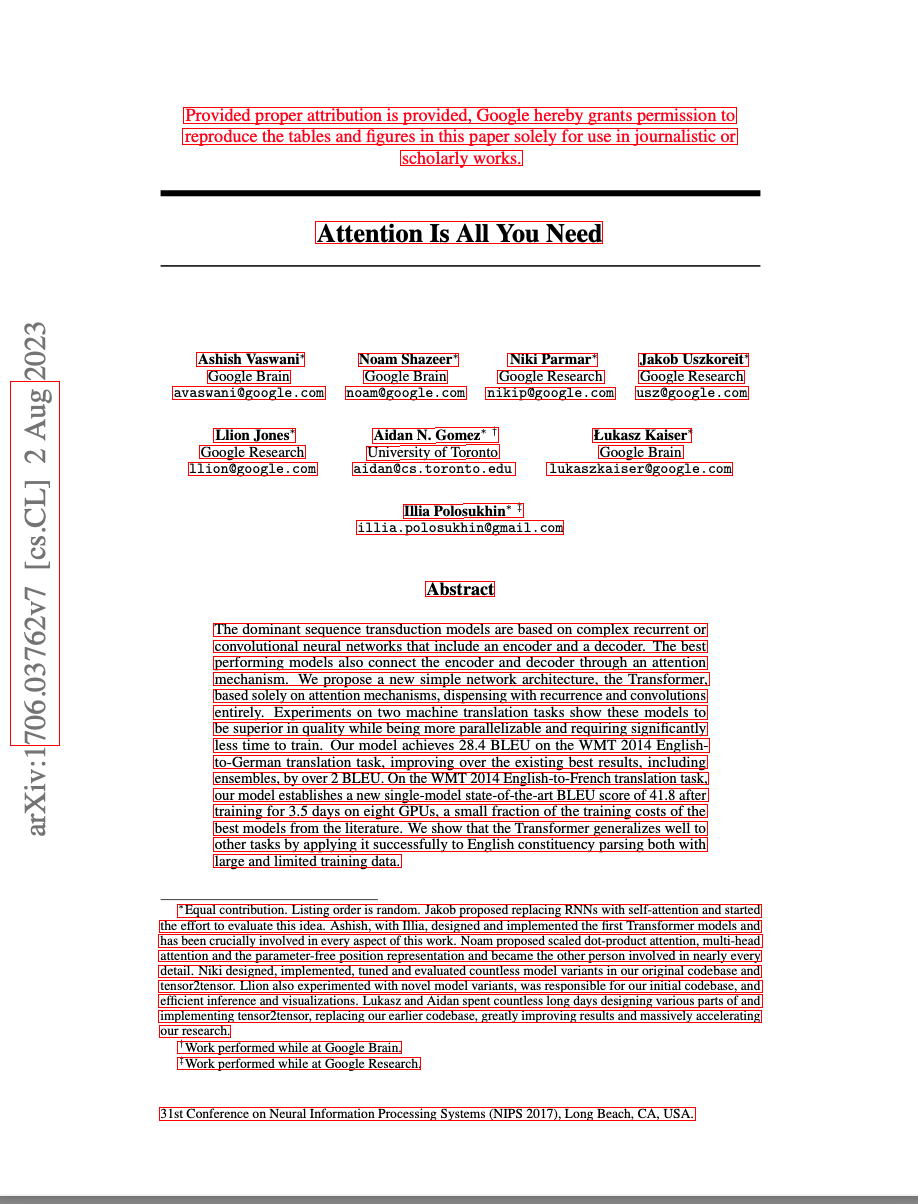 Provided proper attribution is provided, Google hereby grants permission to
reproduce the tables and figures in this paper solely for use in journalistic or
scholarly works.
Attention Is All You Need
Ashish Vaswani∗ Noam Shazeer∗ Niki Parmar∗ Jakob Uszkoreit∗
Google Brain Google Brain Google Research Google Research
avaswani@google.com noam@google.com nikip@google.com usz@google.com
Llion Jones∗ Aidan N. Gomez∗ † Łukasz Kaiser∗
Google Research University of Toronto Google Brain
llion@google.com aidan@cs.toronto.edu lukaszkaiser@google.com
Illia Polosukhin∗ ‡
illia.polosukhin@gmail.com
Abstract
The dominant sequence transduction models are based on complex recurrent or
convolutional neural networks that include an encoder and a decoder. The best
performing models also connect the encoder and decoder through an attention
mechanism. We propose a new simple network architecture, the Transformer,
based solely on attention mechanisms, dispensing with recurrence and convolutions
entirely. Experiments on two machine translation tasks show these models to
be superior in quality while being more parallelizable and requiring significantly
less time to train. Our model achieves 28.4 BLEU on the WMT 2014 English-
to-German translation task, improving over the existing best results, including
ensembles, by over 2 BLEU. On the WMT 2014 English-to-French translation task,
our model establishes a new single-model state-of-the-art BLEU score of 41.8 after
training for 3.5 days on eight GPUs, a small fraction of the training costs of the
best models from the literature. We show that the Transformer generalizes well to
other tasks by applying it successfully to English constituency parsing both with
large and limited training data.
∗Equal contribution. Listing order is random. Jakob proposed replacing RNNs with self-attention and started
the effort to evaluate this idea. Ashish, with Illia, designed and implemented the first Transformer models and
has been crucially involved in every aspect of this work. Noam proposed scaled dot-product attention, multi-head
attention and the parameter-free position representation and became the other person involved in nearly every
detail. Niki designed, implemented, tuned and evaluated countless model variants in our original codebase and
tensor2tensor. Llion also experimented with novel model variants, was responsible for our initial codebase, and
efficient inference and visualizations. Lukasz and Aidan spent countless long days designing various parts of and
implementing tensor2tensor, replacing our earlier codebase, greatly improving results and massively accelerating
our research.
†Work performed while at Google Brain.
‡Work performed while at Google Research.
31st Conference on Neural Information Processing Systems (NIPS 2017), Long Beach, CA, USA.
arXiv:1706.03762v7 [cs.CL] 2 Aug 2023